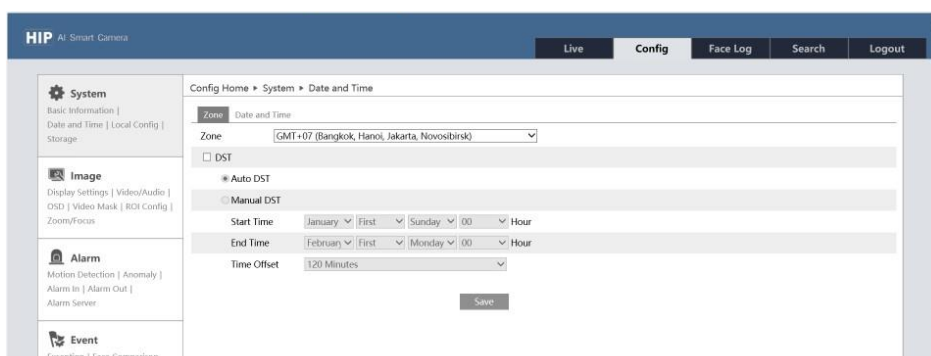 HIP AI Smart Camera
Live Config Face Log Search Logout
System
Basic Information |
Date and Time | Local Config |
Storage
Image
Display Settings | Video/Audio |
OSD | Video Mask | ROI Config |
Zoom/Focus
Alarm
Motion Detection | Anomaly |
Alarm In | Alarm Out |
Alarm Server
Event
Config Home ▸ System ▸ Date and Time
Zone Date and Time
Zone GMT+07 (Bangkok, Hanoi, Jakarta, Novosibirsk)
DST
Auto DST
Manual DST
Start Time January First Sunday 00 Hour
End Time February First Monday 00 Hour
Time Offset 120 Minutes
Save